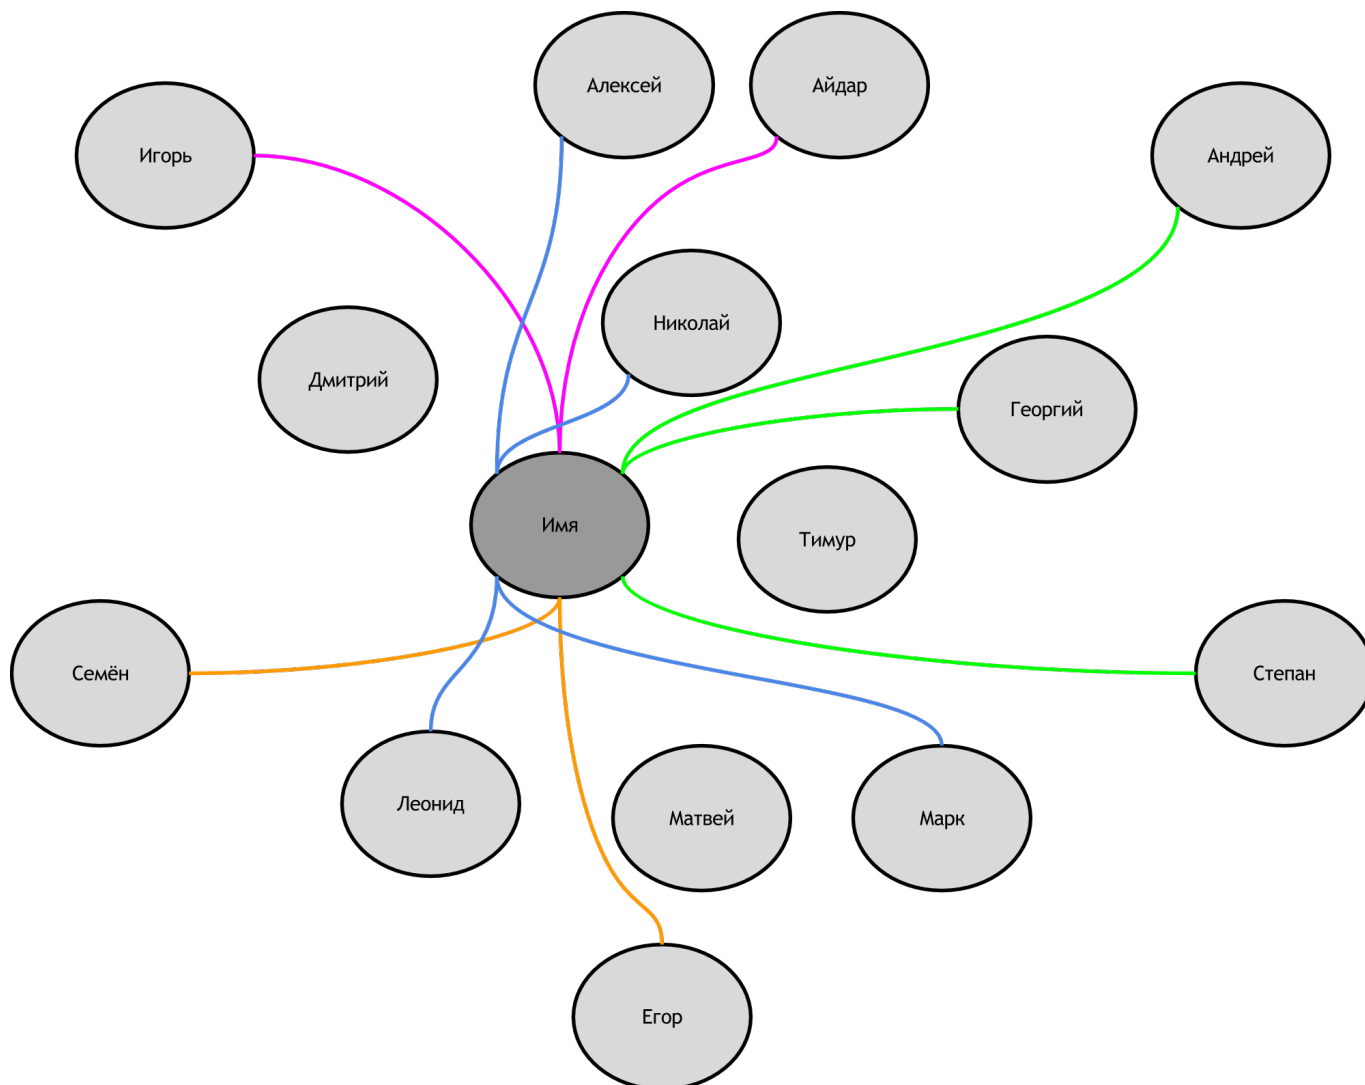 Алексей
Айдар
Игорь
Андрей
Николай
Дмитрий
Георгий
Имя
Тимур
Семён
Степан
Леонид
Матвей
Марк
Егор